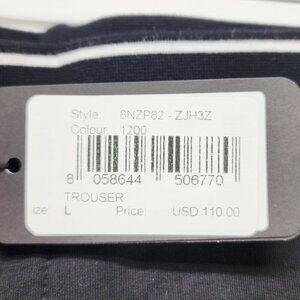 Style: 8NZP82 - ZJH3Z
Colour 1200
8 058644 506770
TROUSER
ize: L Price: USD 110.00